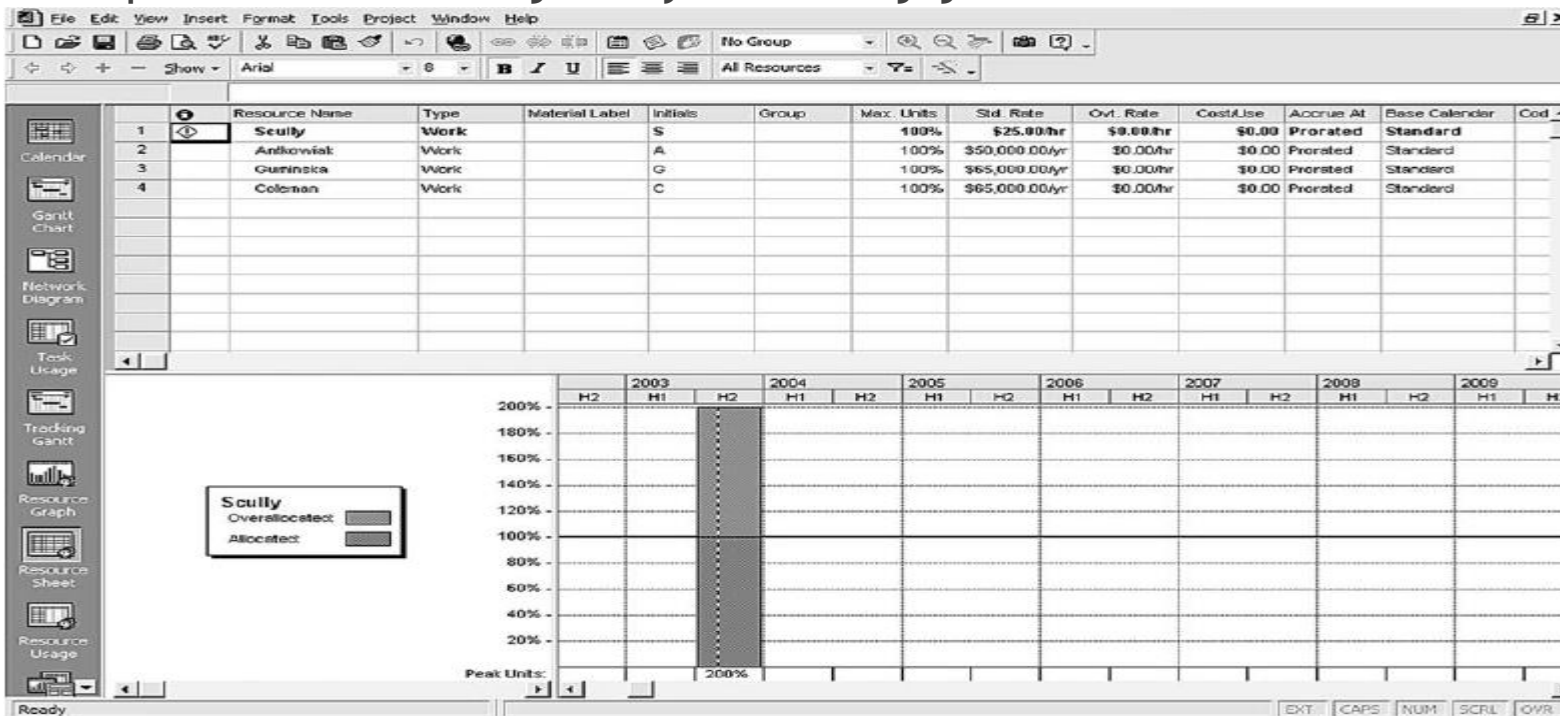 File Edit View Insert Format Tools Project Window Help
No Group
Show Arial 8 B I U All Resources
Resource Name Type Material Label Initials Group Max. Units Std. Rate Ovt. Rate Cost/Use Accrue At Base Calendar Cod
1 Scully Work S 100% $25.00/hr $0.00/hr $0.00 Prorated Standard
2 Antkowiak Work A 100% $50,000.00/yr $0.00/hr $0.00 Prorated Standard
3 Guminska Work G 100% $65,000.00/yr $0.00/hr $0.00 Prorated Standard
4 Coleman Work C 100% $65,000.00/yr $0.00/hr $0.00 Prorated Standard
Calendar
Gantt
Chart
Network
Diagram
Task
Usage
Tracking
Gantt
Resource
Graph
Resource
Sheet
Resource
Usage
2003 2004 2005 2006 2007 2008 2009
H2 H1 H2 H1 H2 H1 H2 H1 H2 H1 H2 H1 H2 H1 H
200%
180%
160%
140%
120%
100%
80%
60%
40%
20%
Scully
Overallocated:
Allocated:
Peak Units: 200%
Ready EXT CAPS NUM SCRL OVR